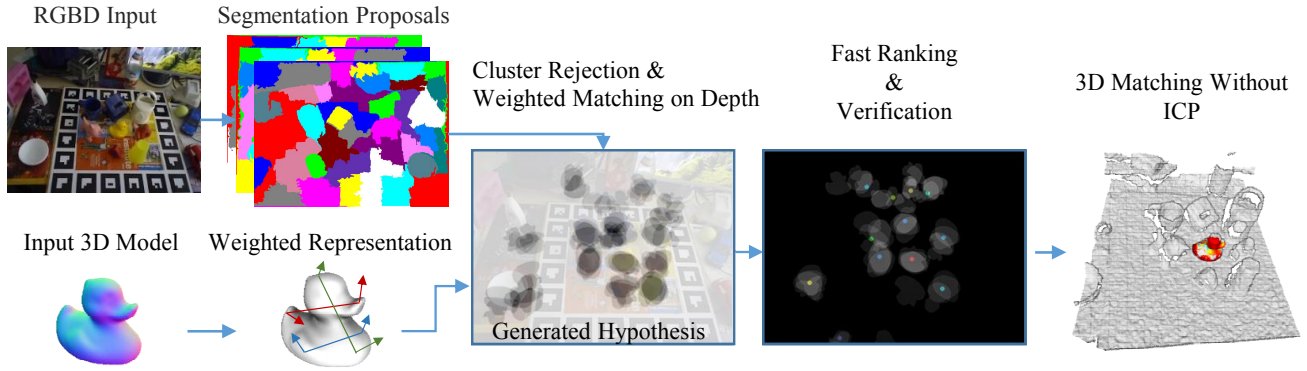 RGBD Input
Segmentation Proposals
Cluster Rejection &
Weighted Matching on Depth
Fast Ranking
&
Verification
3D Matching Without
ICP
Input 3D Model
Weighted Representation
Generated Hypothesis